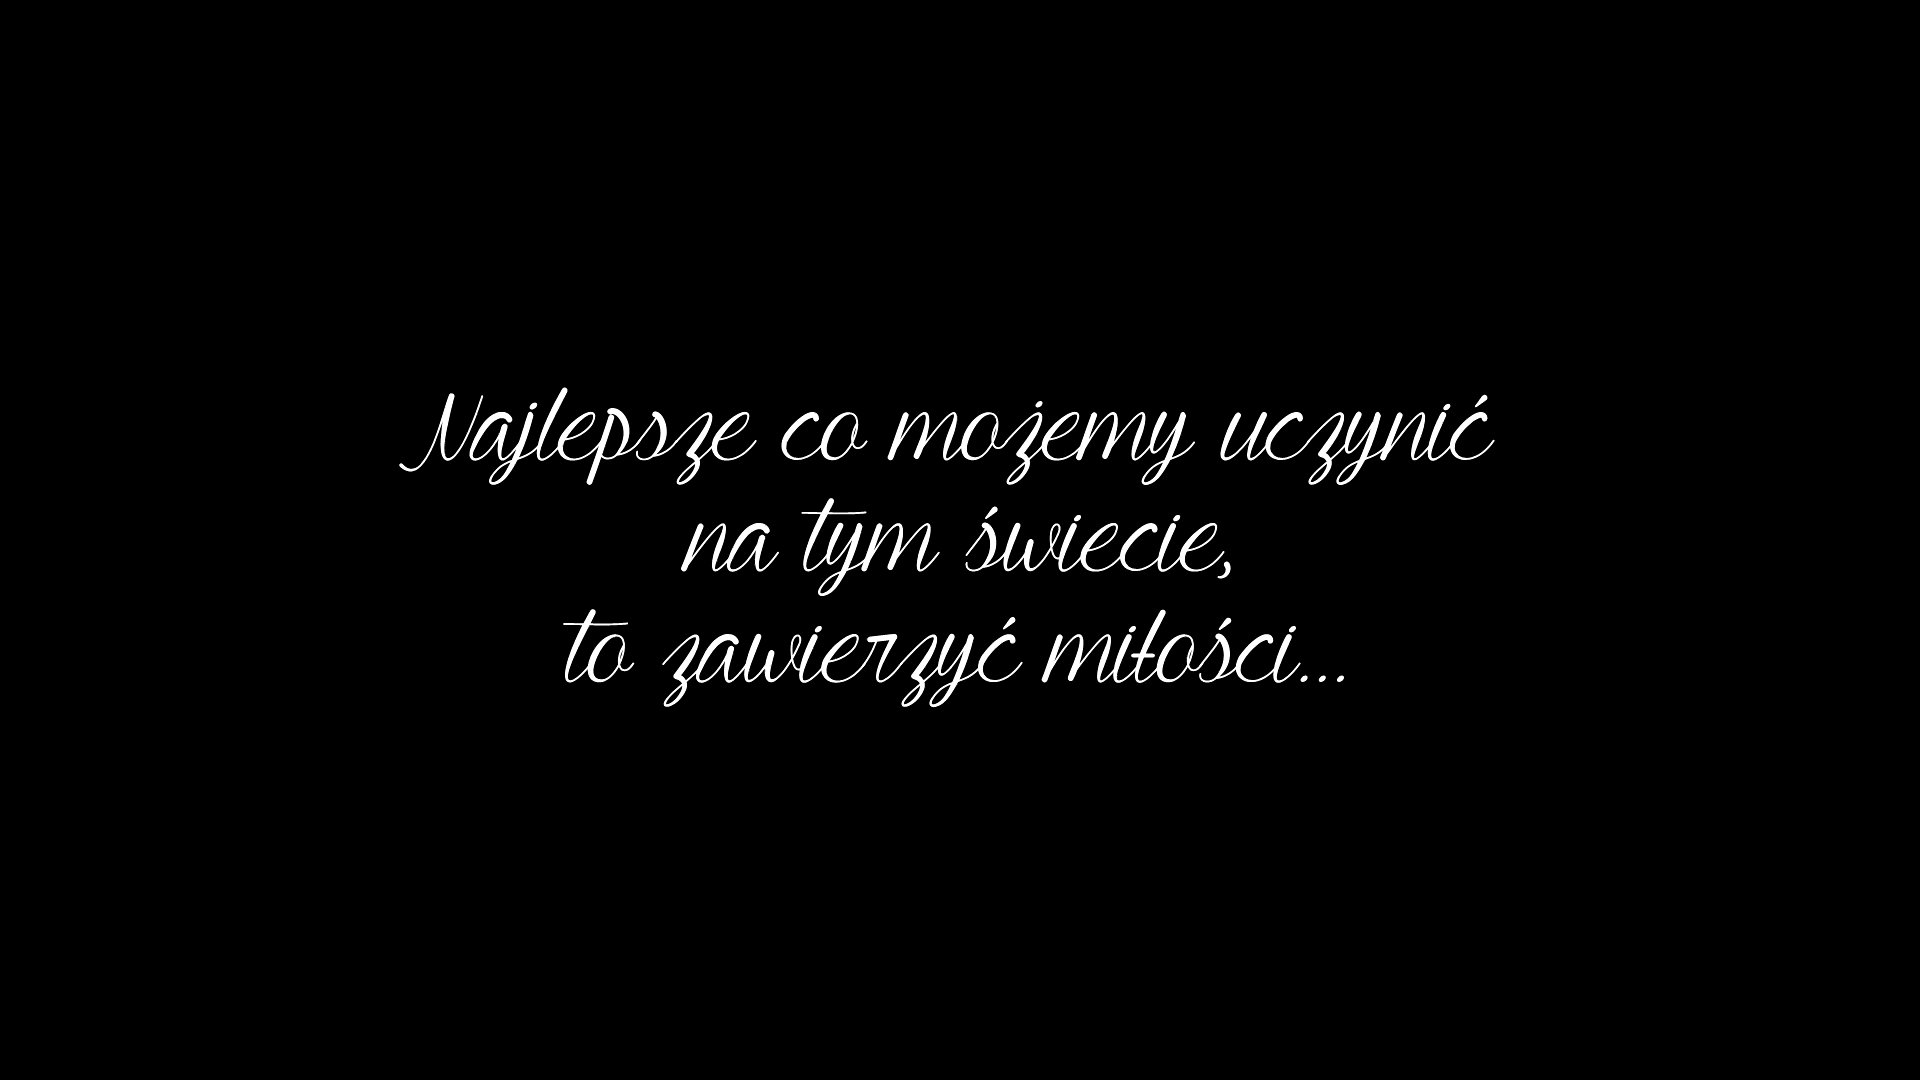 Najlepsze co możemy uczynić
na tym świecie,
to zawierzyć miłości...